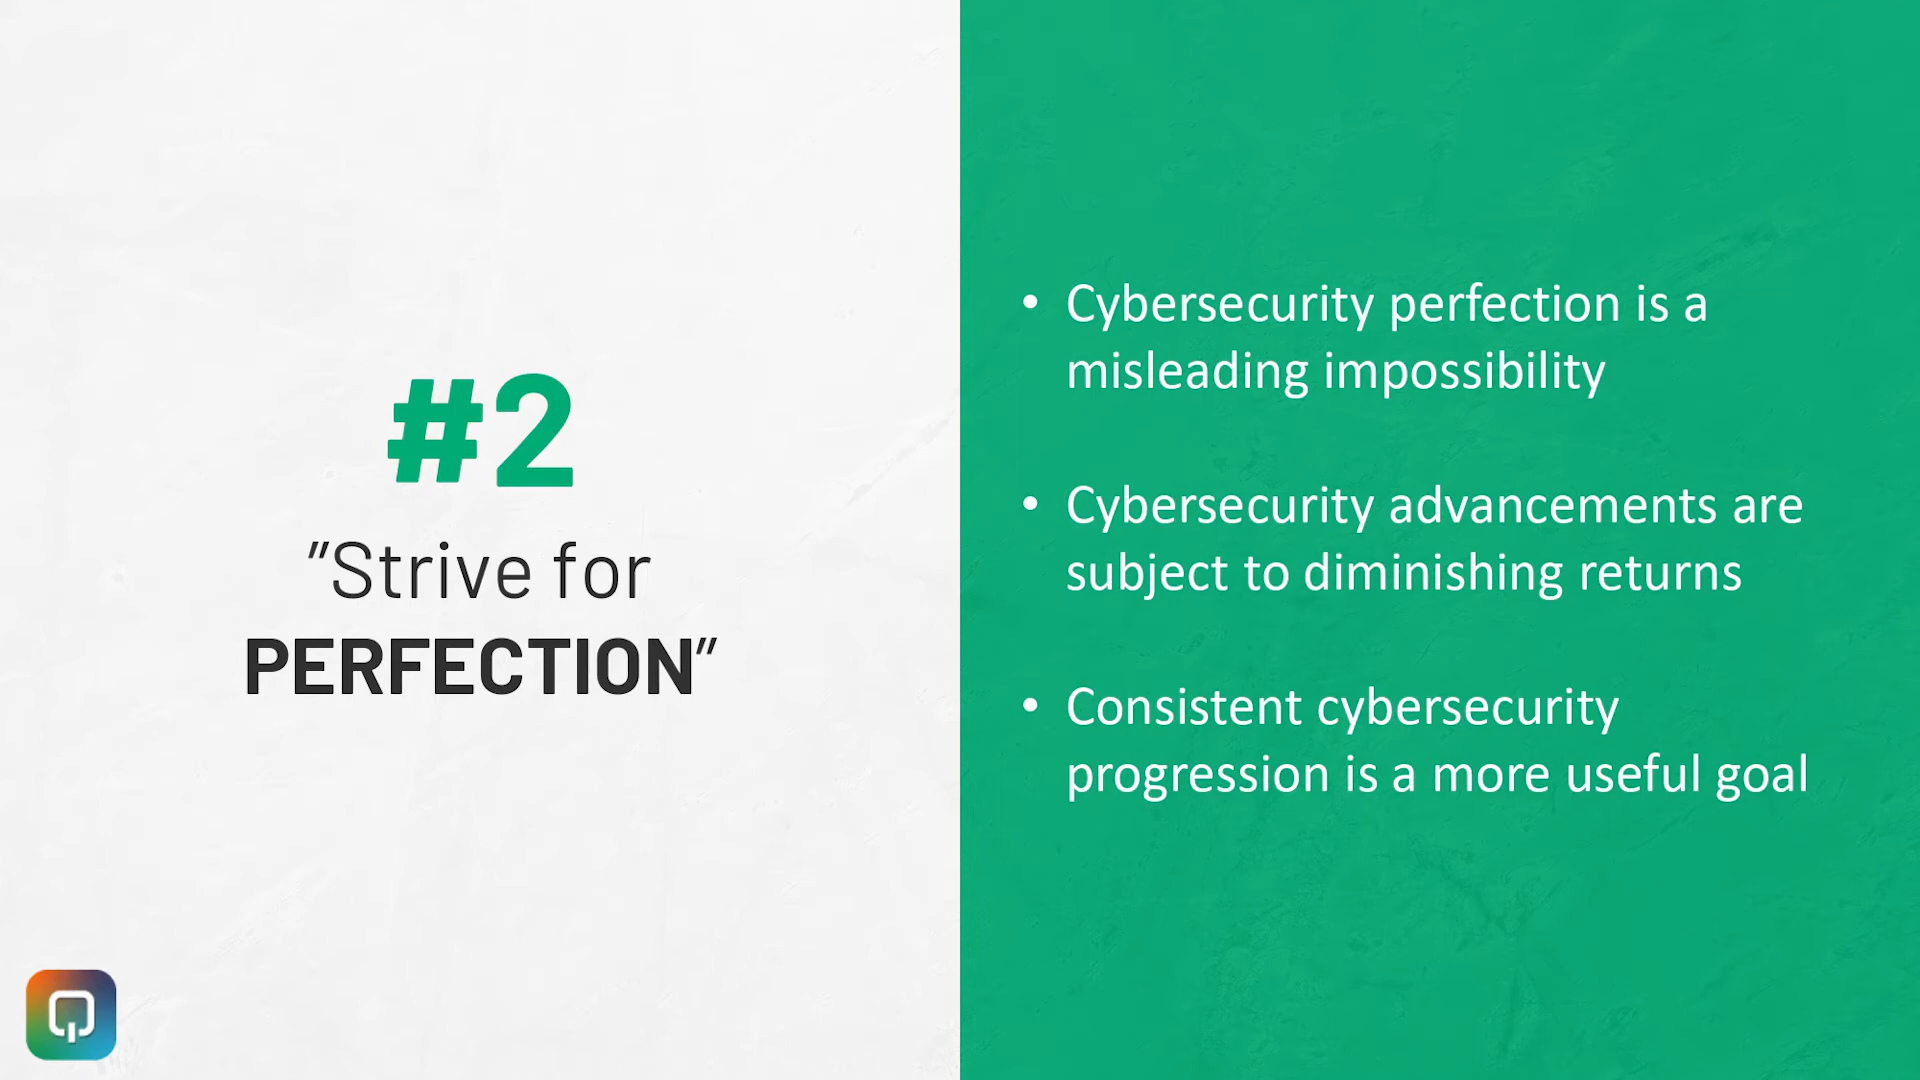 #2
"Strive for
PERFECTION"
• Cybersecurity perfection is a
misleading impossibility
• Cybersecurity advancements are
subject to diminishing returns
• Consistent cybersecurity
progression is a more useful goal